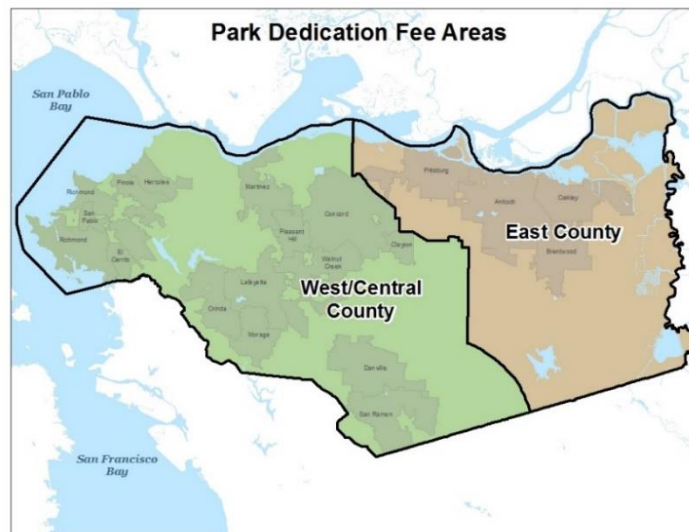 Park Dedication Fee Areas
San Pablo
Bay
Richmond
Pinole
Hercules
San
Pablo
Richmond
El
Cerrito
Martinez
Pleasant
Hill
Concord
Clayton
Walnut
Creek
Lafayette
Orinda
Moraga
West/Central
County
Danville
San Ramon
Pittsburg
Antioch
Oakley
East County
Brentwood
San Francisco
Bay